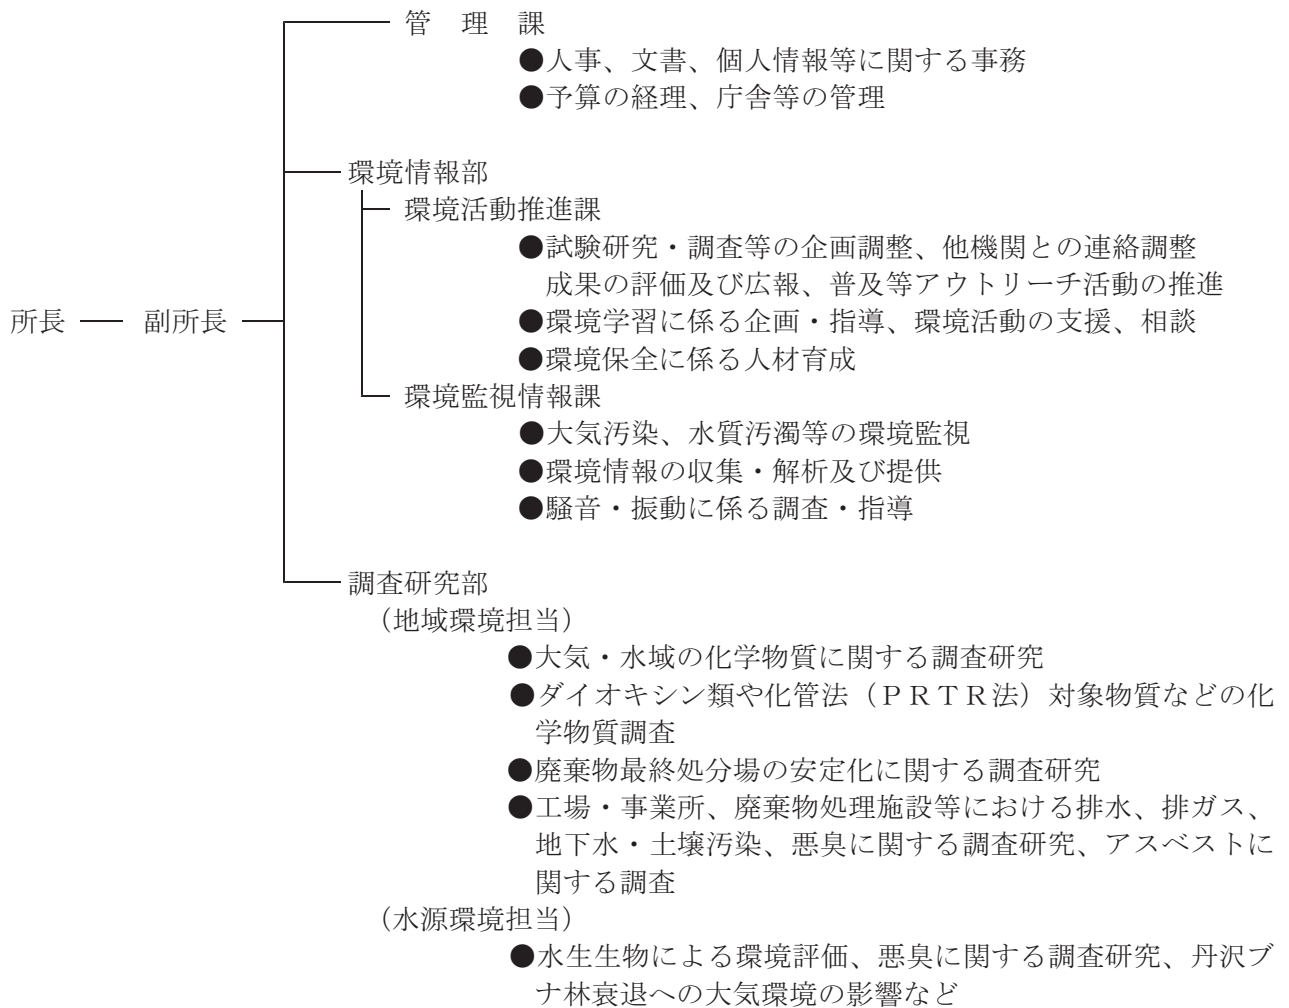 管　理　課
●人事、文書、個人情報等に関する事務
●予算の経理、庁舎等の管理
環境情報部
環境活動推進課
●試験研究・調査等の企画調整、他機関との連絡調整
成果の評価及び広報、普及等アウトリーチ活動の推進
所長　副所長
●環境学習に係る企画・指導、環境活動の支援、相談
●環境保全に係る人材育成
環境監視情報課
●大気汚染、水質汚濁等の環境監視
●環境情報の収集・解析及び提供
●騒音・振動に係る調査・指導
調査研究部
（地域環境担当）
●大気・水域の化学物質に関する調査研究
●ダイオキシン類や化管法（ＰＲＴＲ法）対象物質などの化
学物質調査
●廃棄物最終処分場の安定化に関する調査研究
●工場・事業所、廃棄物処理施設等における排水、排ガス、
地下水・土壌汚染、悪臭に関する調査研究、アスベストに
関する調査
（水源環境担当）
●水生生物による環境評価、悪臭に関する調査研究、丹沢ブ
ナ林衰退への大気環境の影響など